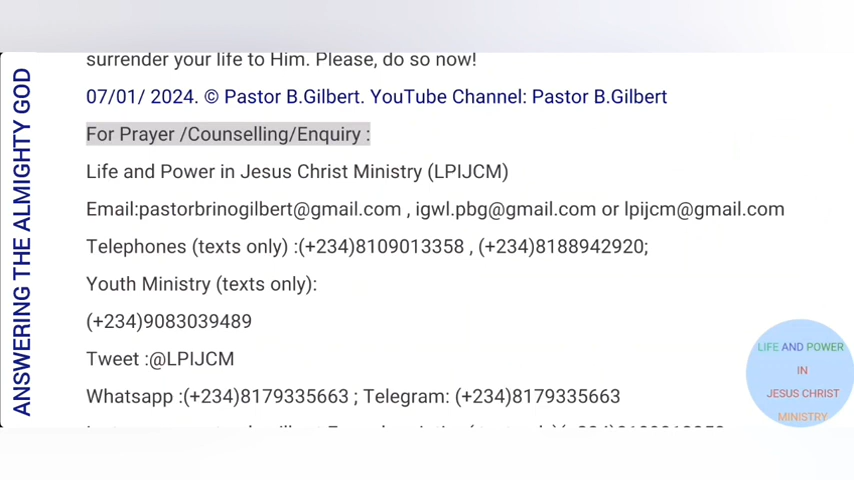 surrender your life to Him. Please, do so now!
07/01/ 2024. © Pastor B.Gilbert. YouTube Channel: Pastor B.Gilbert
For Prayer /Counselling/Enquiry :
Life and Power in Jesus Christ Ministry (LPIJCM)
Email:pastorbrinogilbert@gmail.com , igwl.pbg@gmail.com or lpijcm@gmail.com
Telephones (texts only) :(+234)8109013358 , (+234)8188942920;
Youth Ministry (texts only):
(+234)9083039489
Tweet :@LPIJCM
Whatsapp :(+234)8179335663 ; Telegram: (+234)8179335663
ANSWERING THE ALMIGHTY GOD
LIFE AND POWER
IN
JESUS CHRIST
MINISTRY